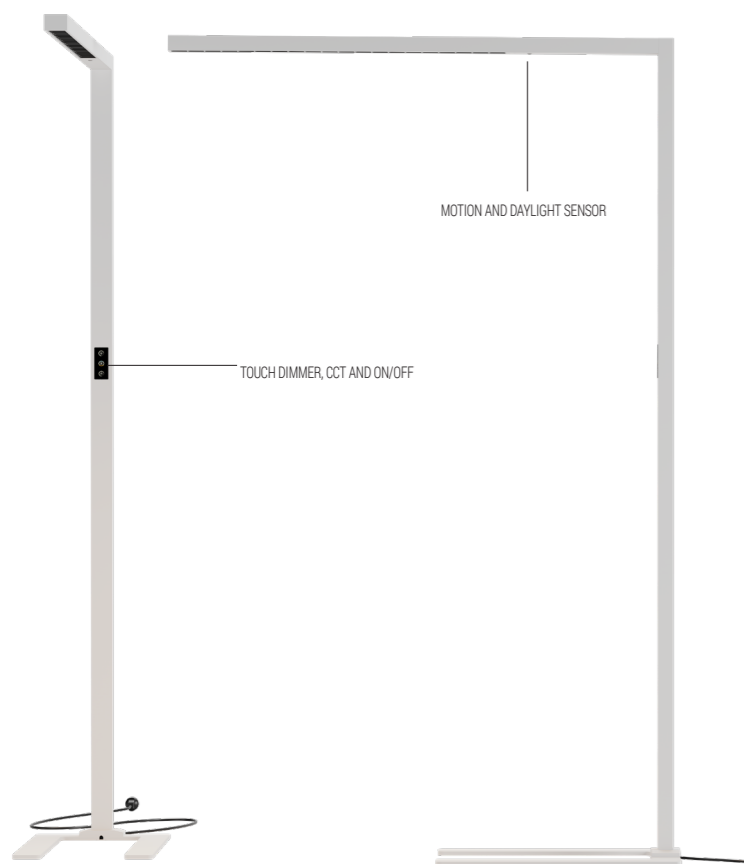 MOTION AND DAYLIGHT SENSOR
TOUCH DIMMER, CCT AND ON/OFF